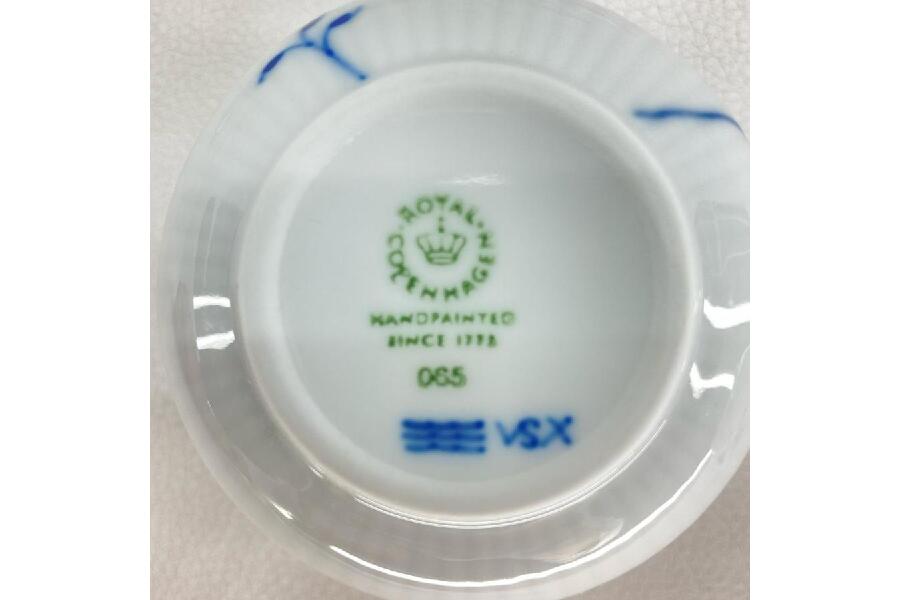 ROYAL COPENHAGEN
HANDPAINTED
SINCE 1775
065
VSX